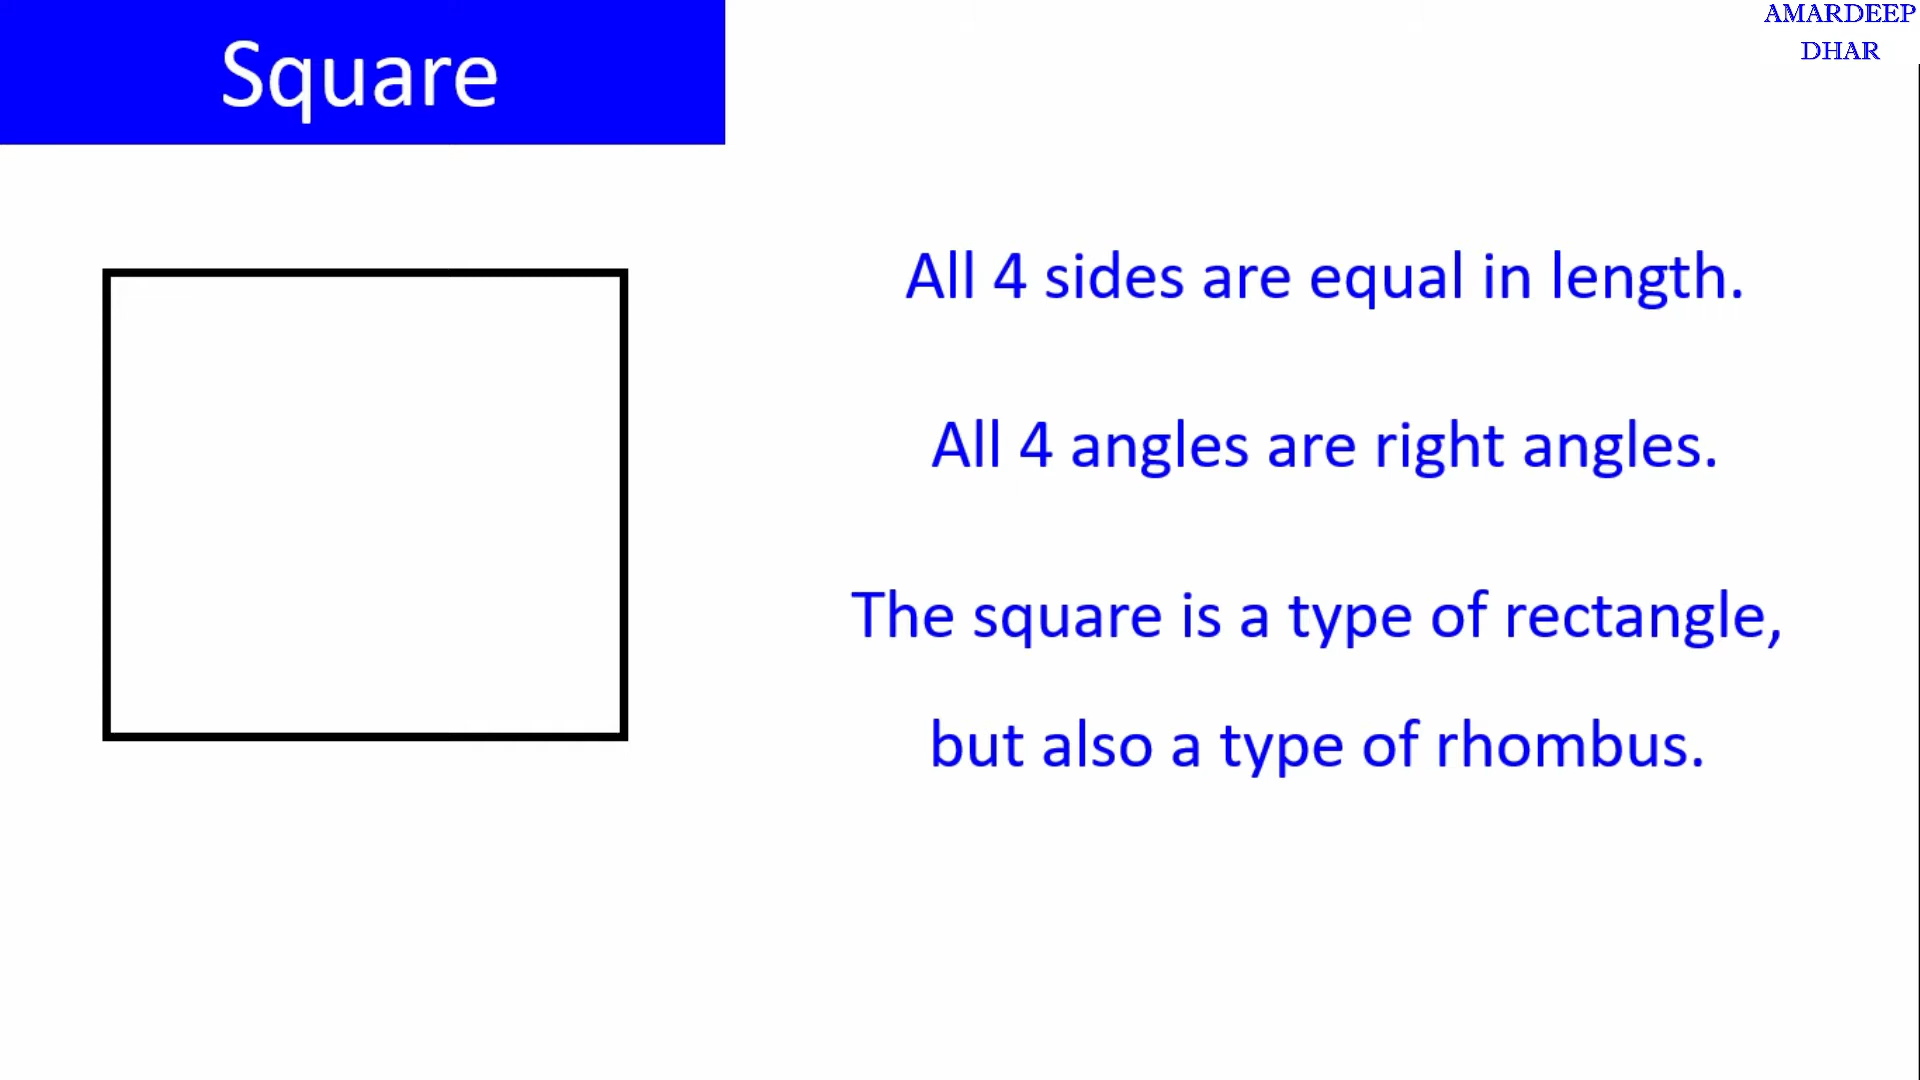 Square
AMARDEEP
DHAR
All 4 sides are equal in length.
All 4 angles are right angles.
The square is a type of rectangle,
but also a type of rhombus.